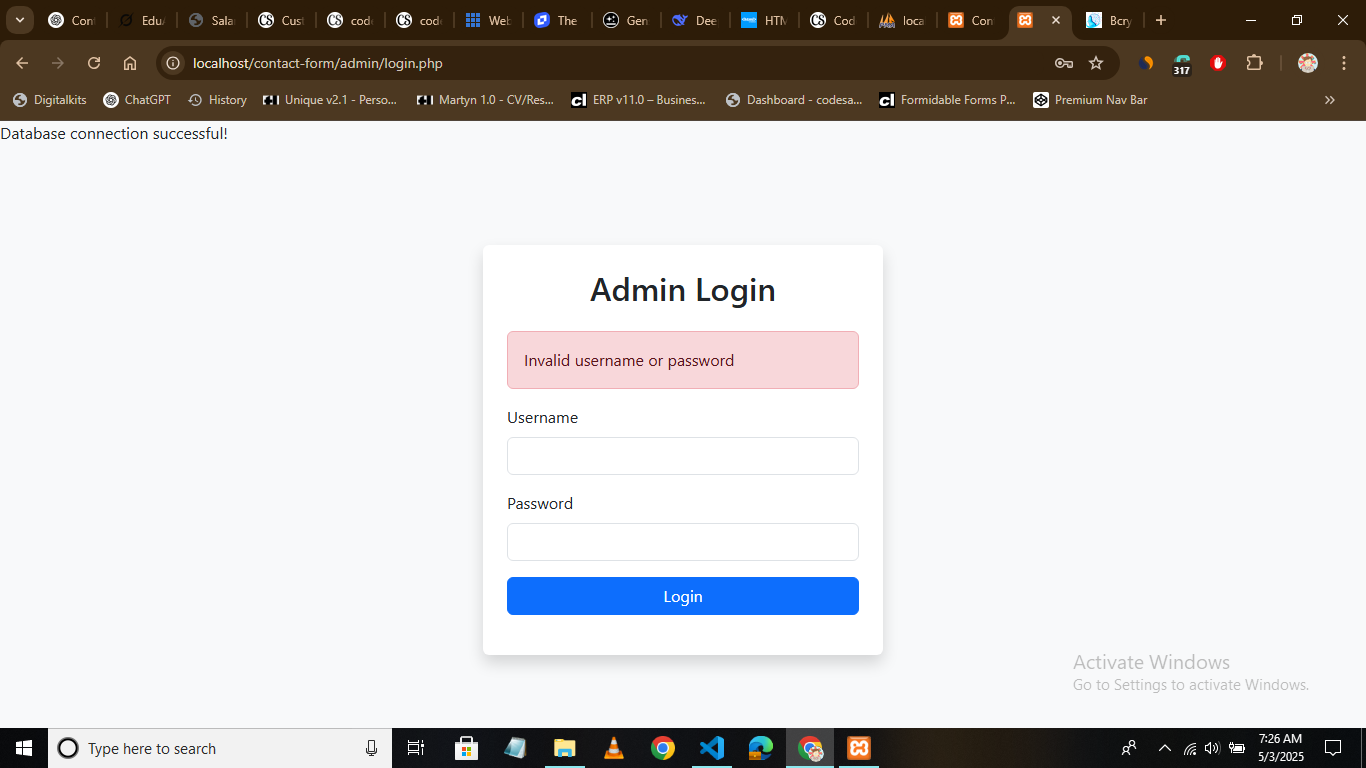 Con
Edu
Sala
Cus
cod
cod
Web
The
Gen
Dee
HTM
Cod
loca
Con
Bcry
localhost/contact-form/admin/login.php
317
Digitalkits
ChatGPT
History
Unique v2.1 - Perso...
Martyn 1.0 - CV/Res...
ERP v11.0 – Busines...
Dashboard - codesa...
Formidable Forms P...
Premium Nav Bar
Database connection successful!
Admin Login
Invalid username or password
Username
Password
Login
Activate Windows
Go to Settings to activate Windows.
Type here to search
7:26 AM
5/3/2025